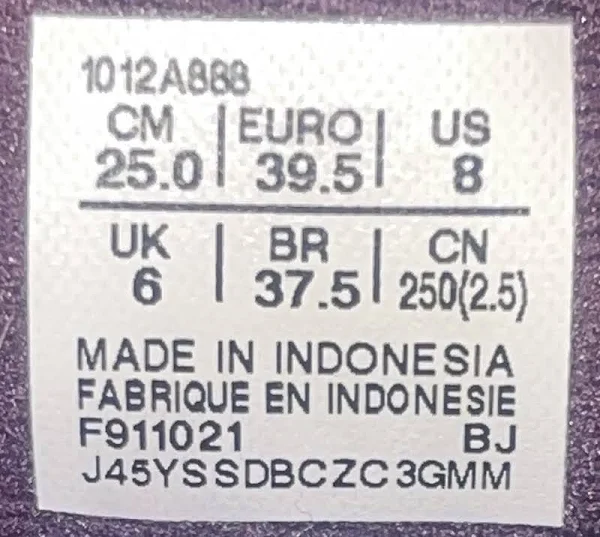 1012A888
CM | EURO | US
25.0 | 39.5 | 8
UK | BR | CN
6 | 37.5 | 250(2.5)
MADE IN INDONESIA
FABRIQUE EN INDONESIE
F911021 BJ
J45YSSDBCZC3GMM